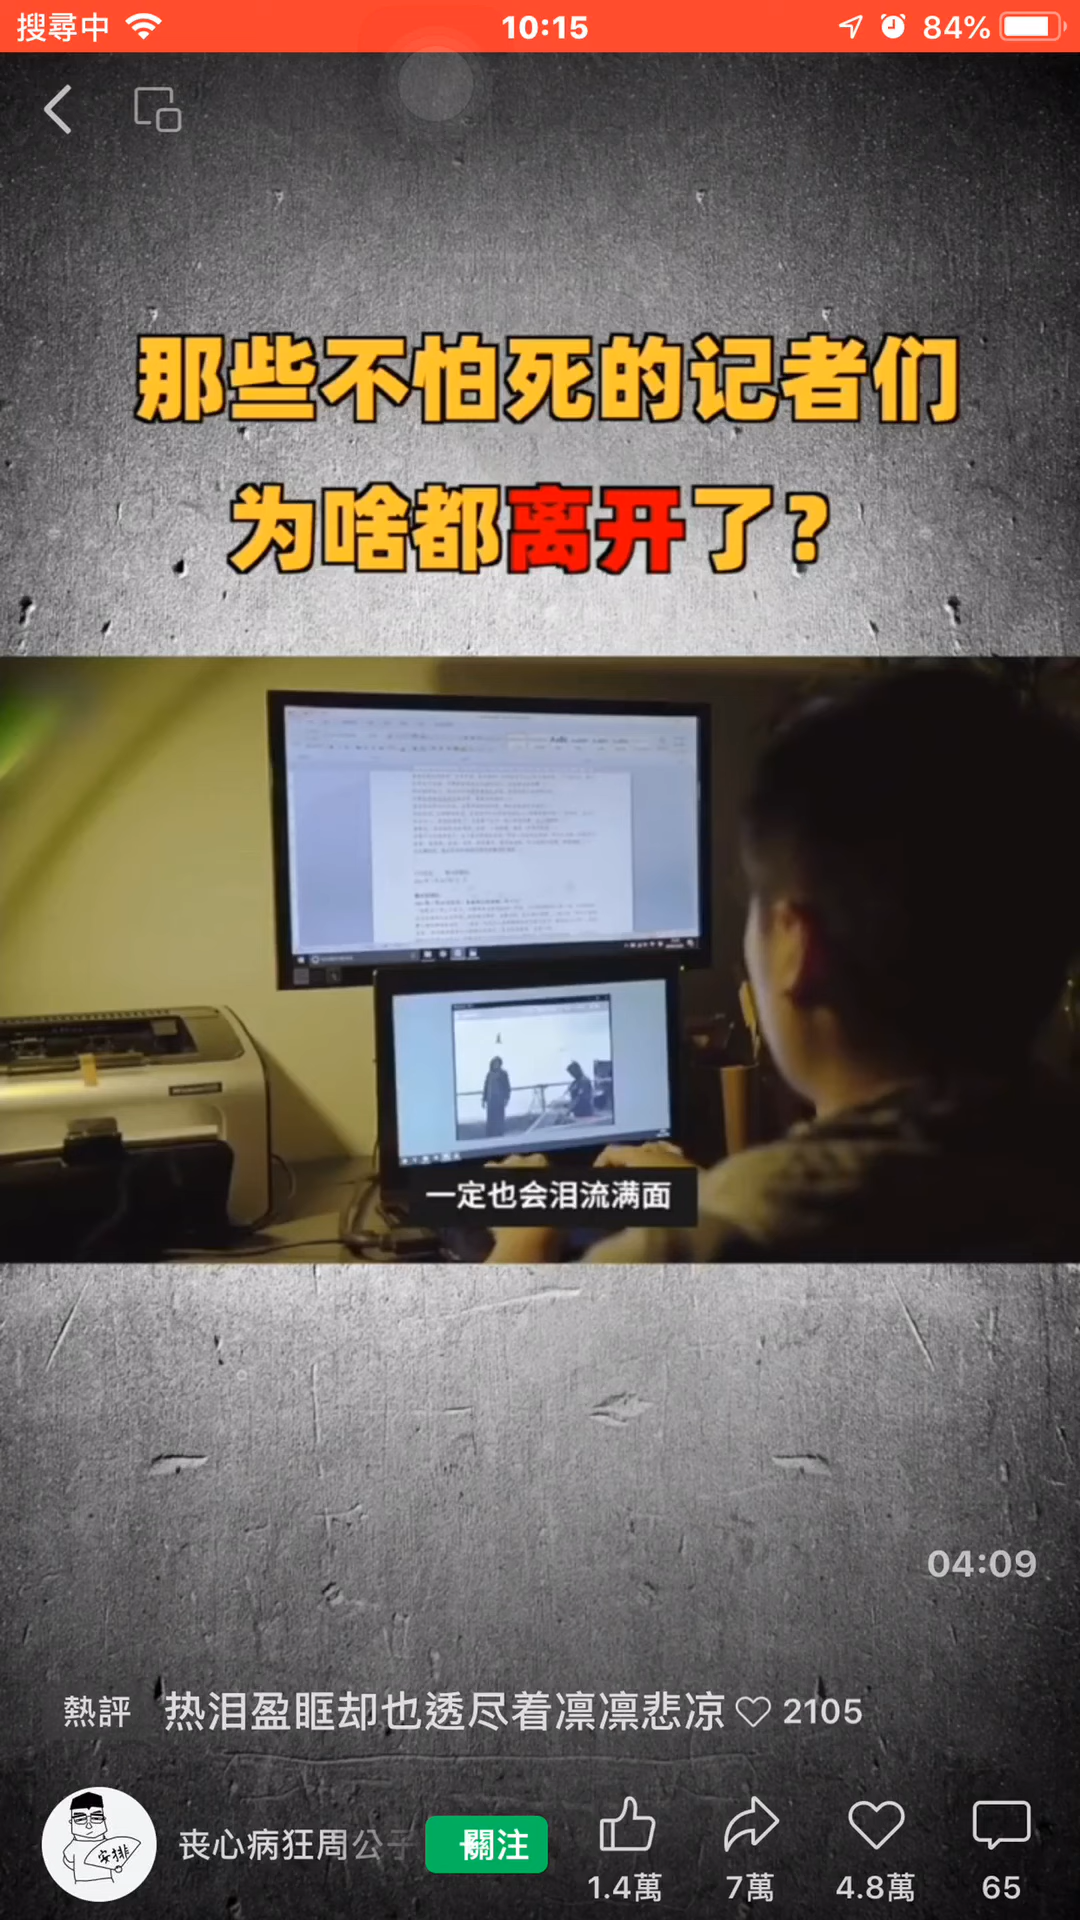 搜尋中
10:15
84%
那些不怕死的记者们
为啥都离开了?
一定也会泪流满面
04:09
熱評 热泪盈眶却也透尽着凛凛悲凉 2105
安排
丧心病狂周公子
關注
1.4萬
7萬
4.8萬
65